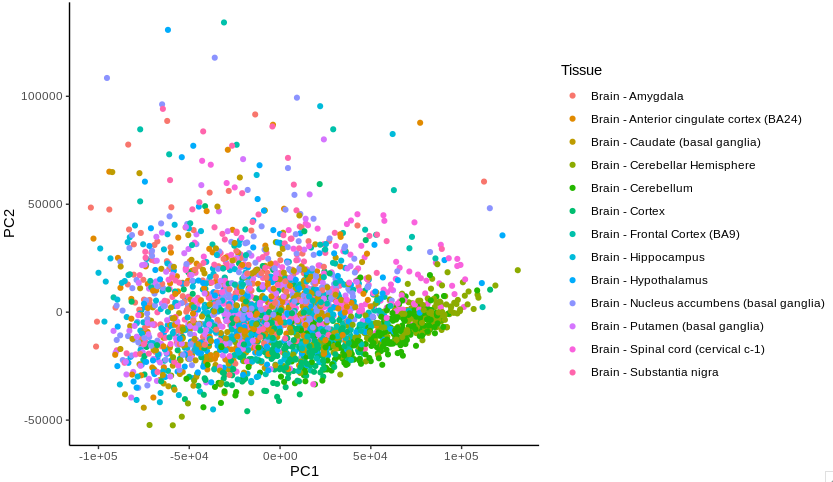 PC2
100000
50000
0
-50000
-1e+05
-5e+04
0e+00
5e+04
1e+05
PC1
Tissue
Brain - Amygdala
Brain - Anterior cingulate cortex (BA24)
Brain - Caudate (basal ganglia)
Brain - Cerebellar Hemisphere
Brain - Cerebellum
Brain - Cortex
Brain - Frontal Cortex (BA9)
Brain - Hippocampus
Brain - Hypothalamus
Brain - Nucleus accumbens (basal ganglia)
Brain - Putamen (basal ganglia)
Brain - Spinal cord (cervical c-1)
Brain - Substantia nigra